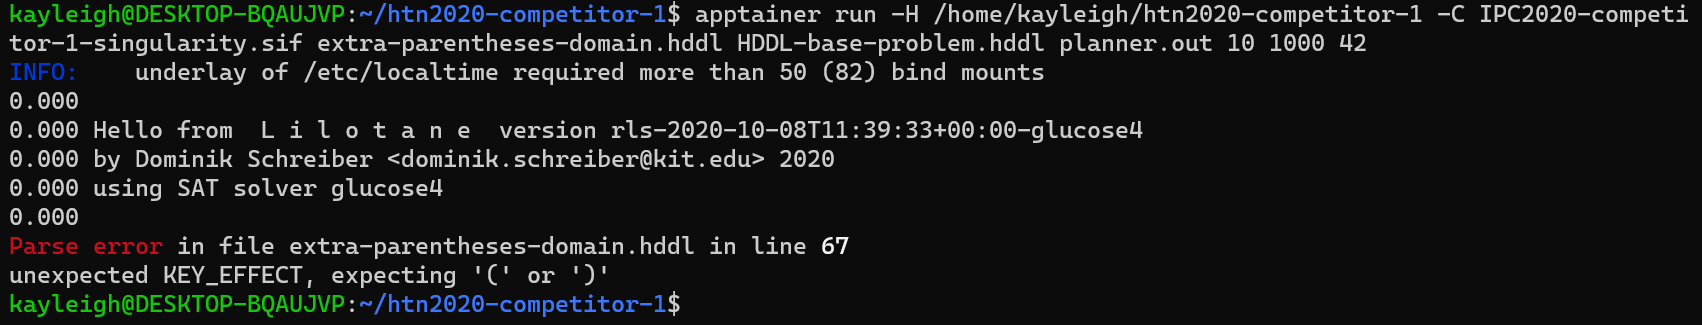 kayleigh@DESKTOP-BQAUJVP:~/htn2020-competitor-1$ apptainer run -H /home/kayleigh/htn2020-competitor-1 -C IPC2020-competi
tor-1-singularity.sif extra-parentheses-domain.hddl HDDL-base-problem.hddl planner.out 10 1000 42
INFO:    underlay of /etc/localtime required more than 50 (82) bind mounts
0.000
0.000 Hello from  L i l o t a n e  version rls-2020-10-08T11:39:33+00:00-glucose4
0.000 by Dominik Schreiber <dominik.schreiber@kit.edu> 2020
0.000 using SAT solver glucose4
0.000
Parse error in file extra-parentheses-domain.hddl in line 67
unexpected KEY_EFFECT, expecting '(' or ')'
kayleigh@DESKTOP-BQAUJVP:~/htn2020-competitor-1$